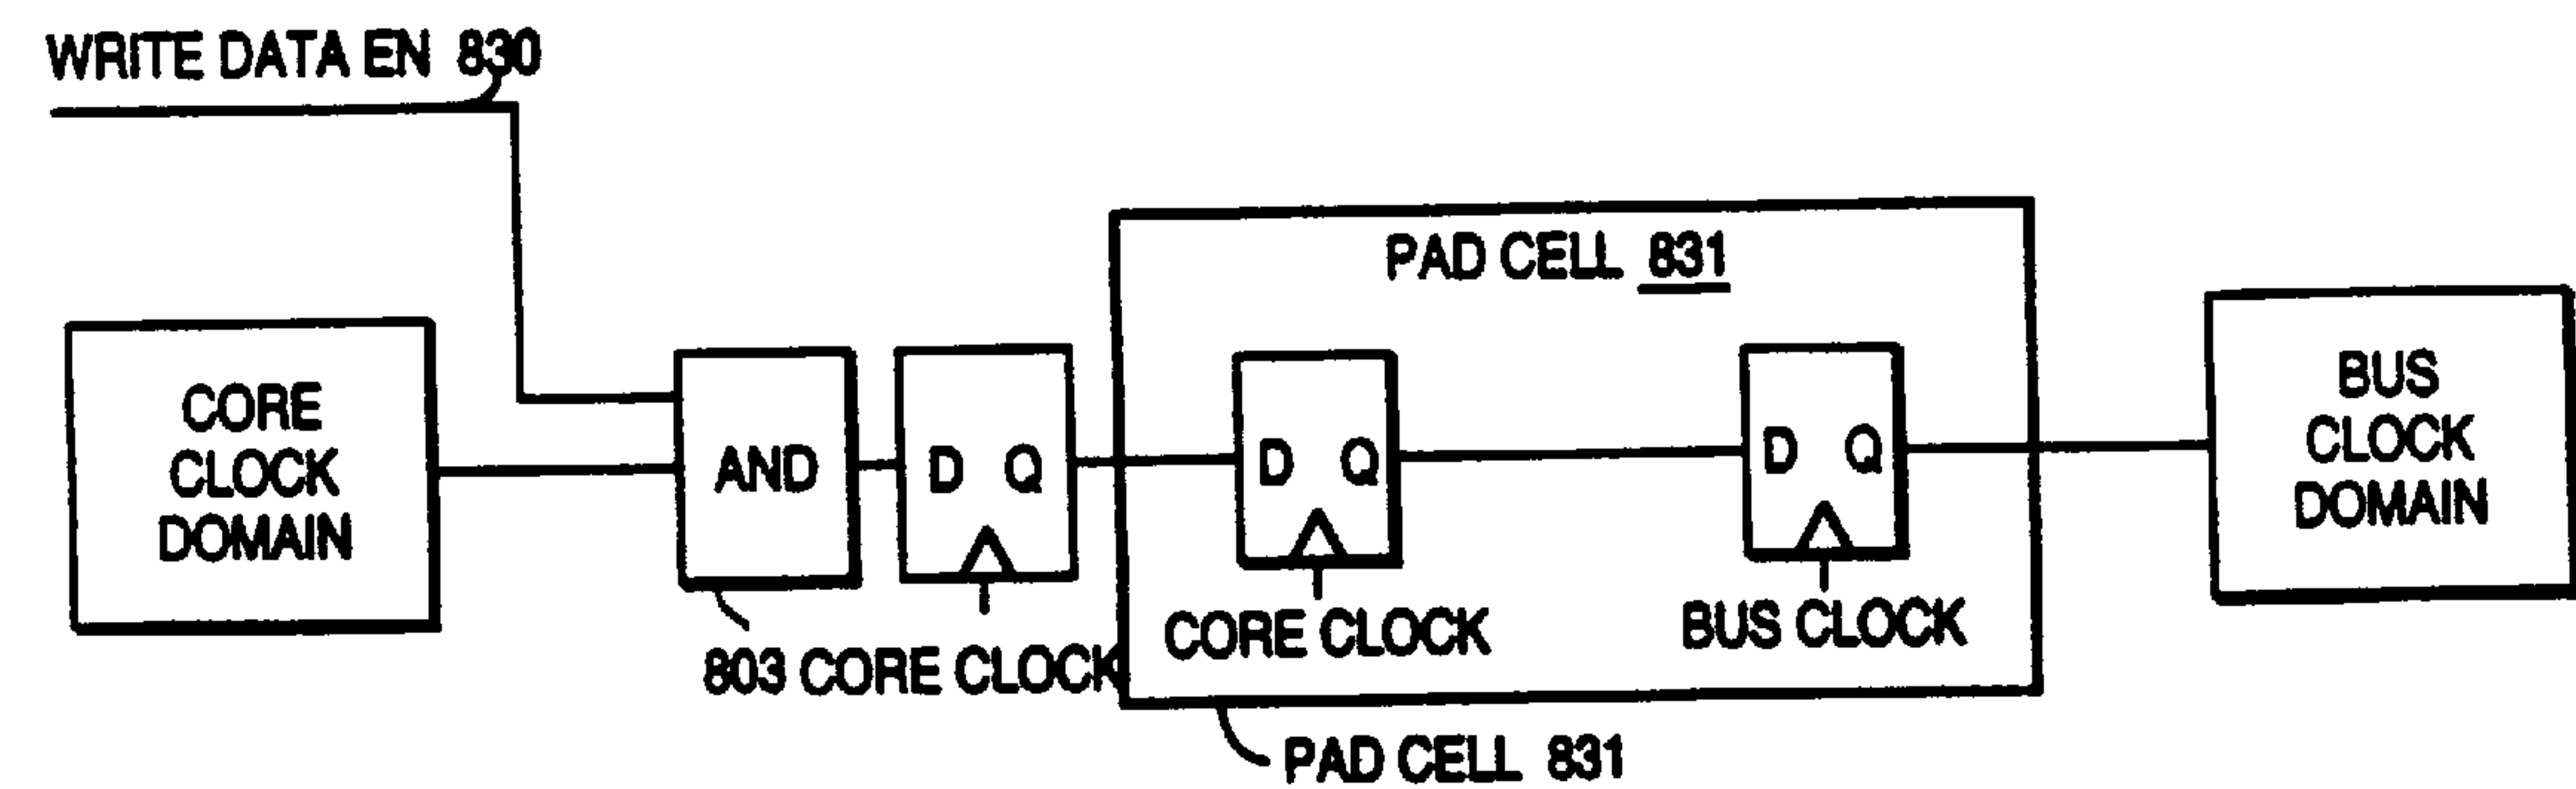 WRITE DATA EN 830
PAD CELL 831
CORE
CLOCK
DOMAIN
AND
D Q
D Q
D Q
BUS
CLOCK
DOMAIN
803 CORE CLOCK
CORE CLOCK
BUS CLOCK
PAD CELL 831